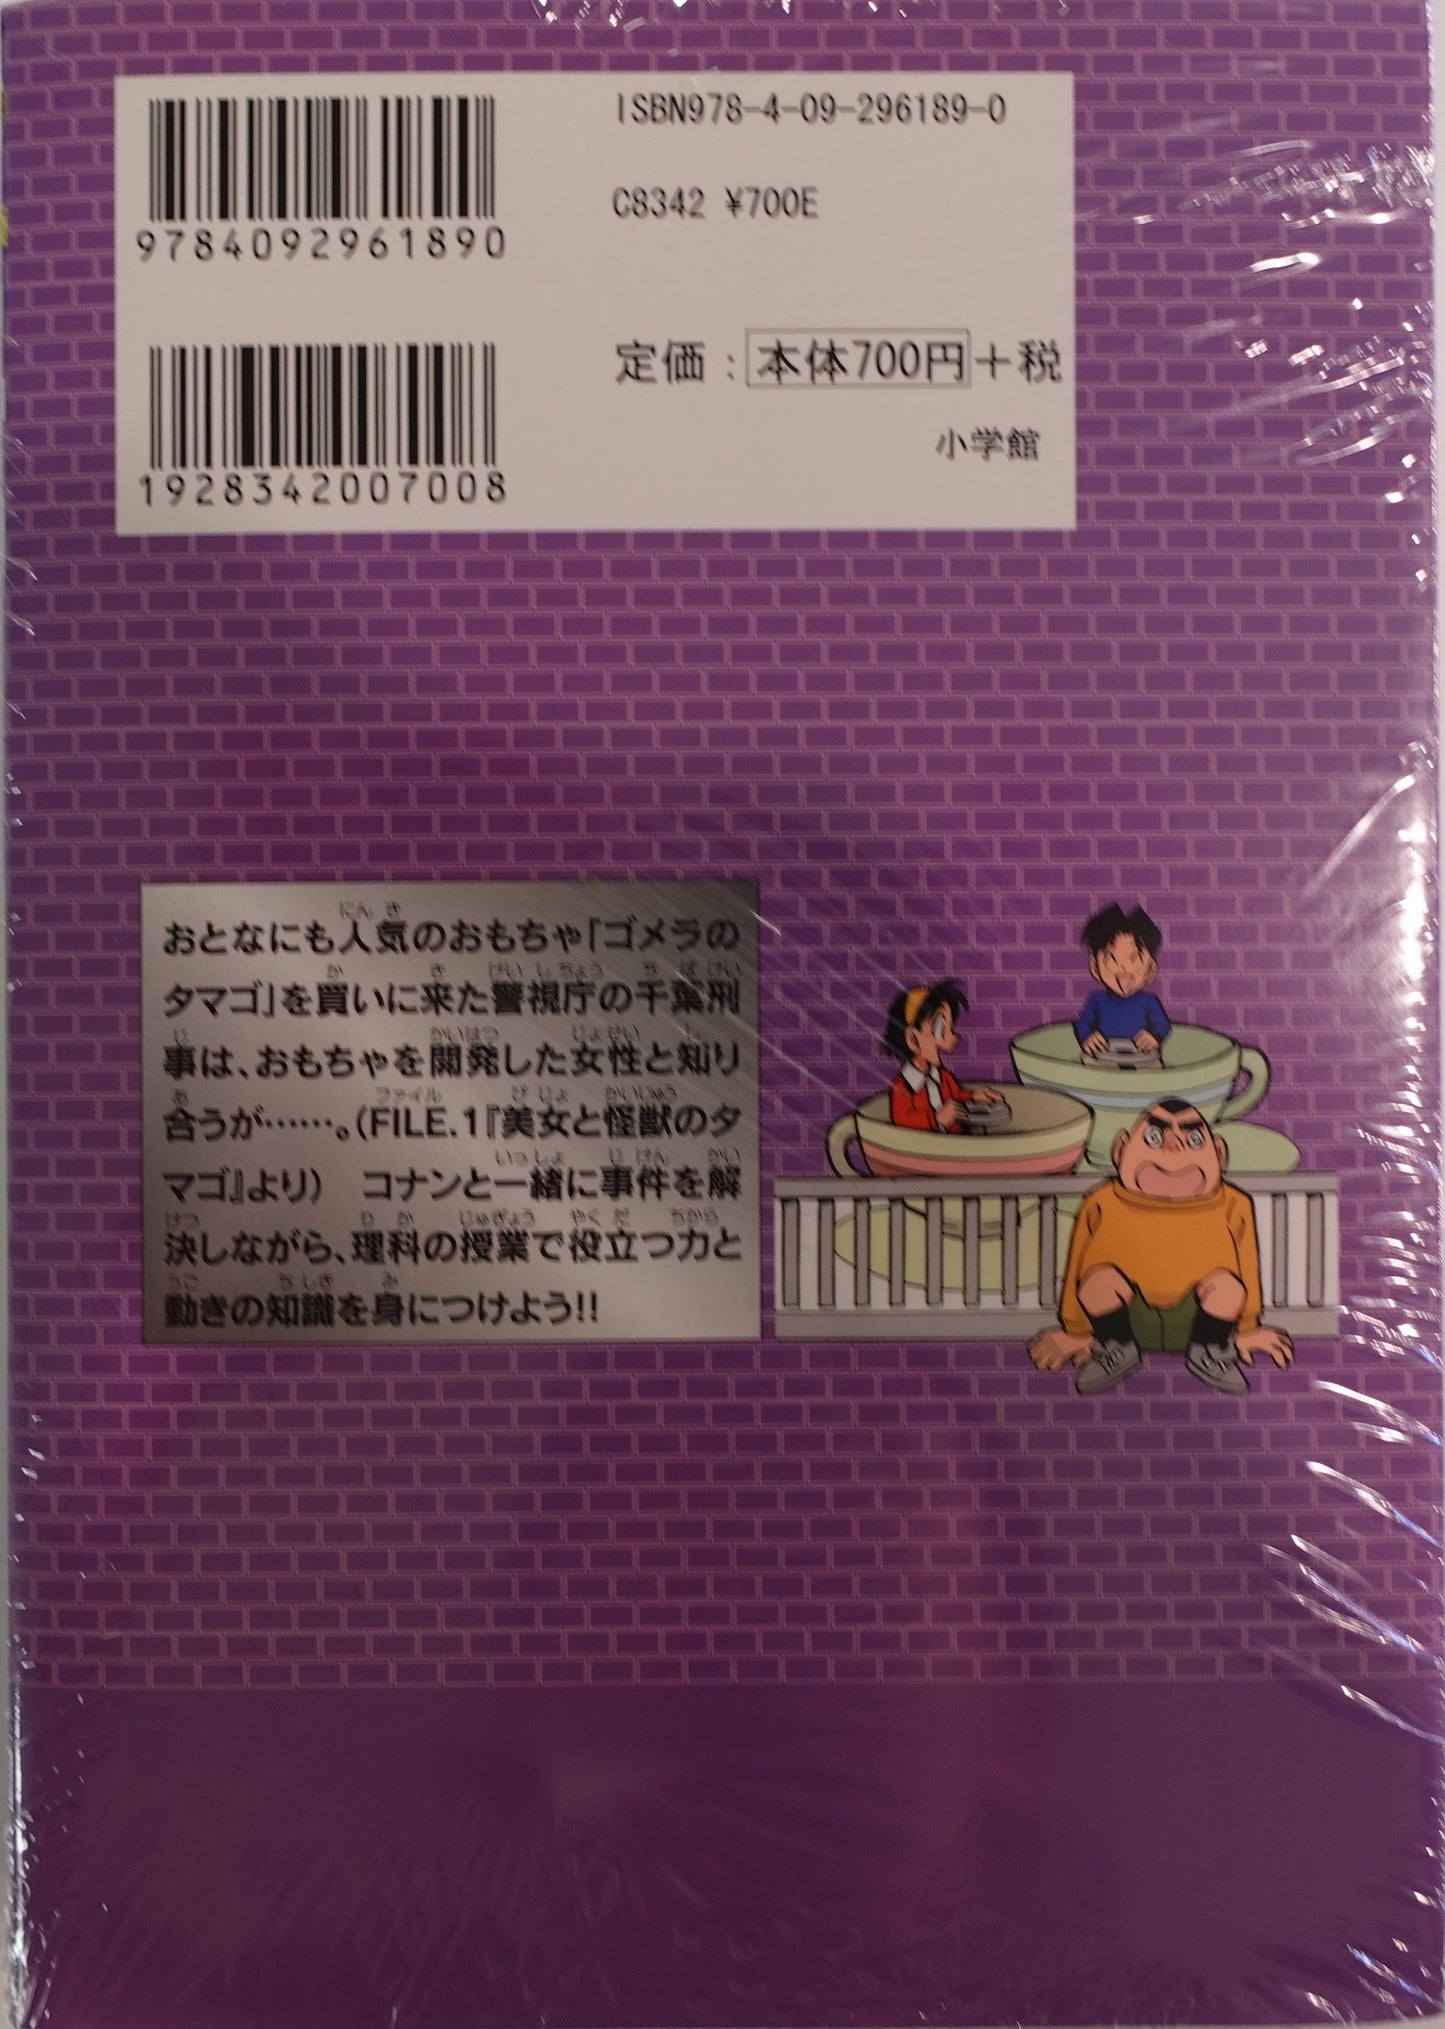 ISBN978-4-09-296189-0
9784092961890
C8342 ¥700E
1928342007008
定価：本体700円＋税
小学館
おとなにも人気のおもちゃ「ゴメラの
タマゴ」を買いに来た警視庁の千葉刑
事は、おもちゃを開発した女性と知り
合うが……。(FILE.1『美女と怪獣のタ
マゴ』より)　コナンと一緒に事件を解
決しながら、理科の授業で役立つ力と
動きの知識を身につけよう!!